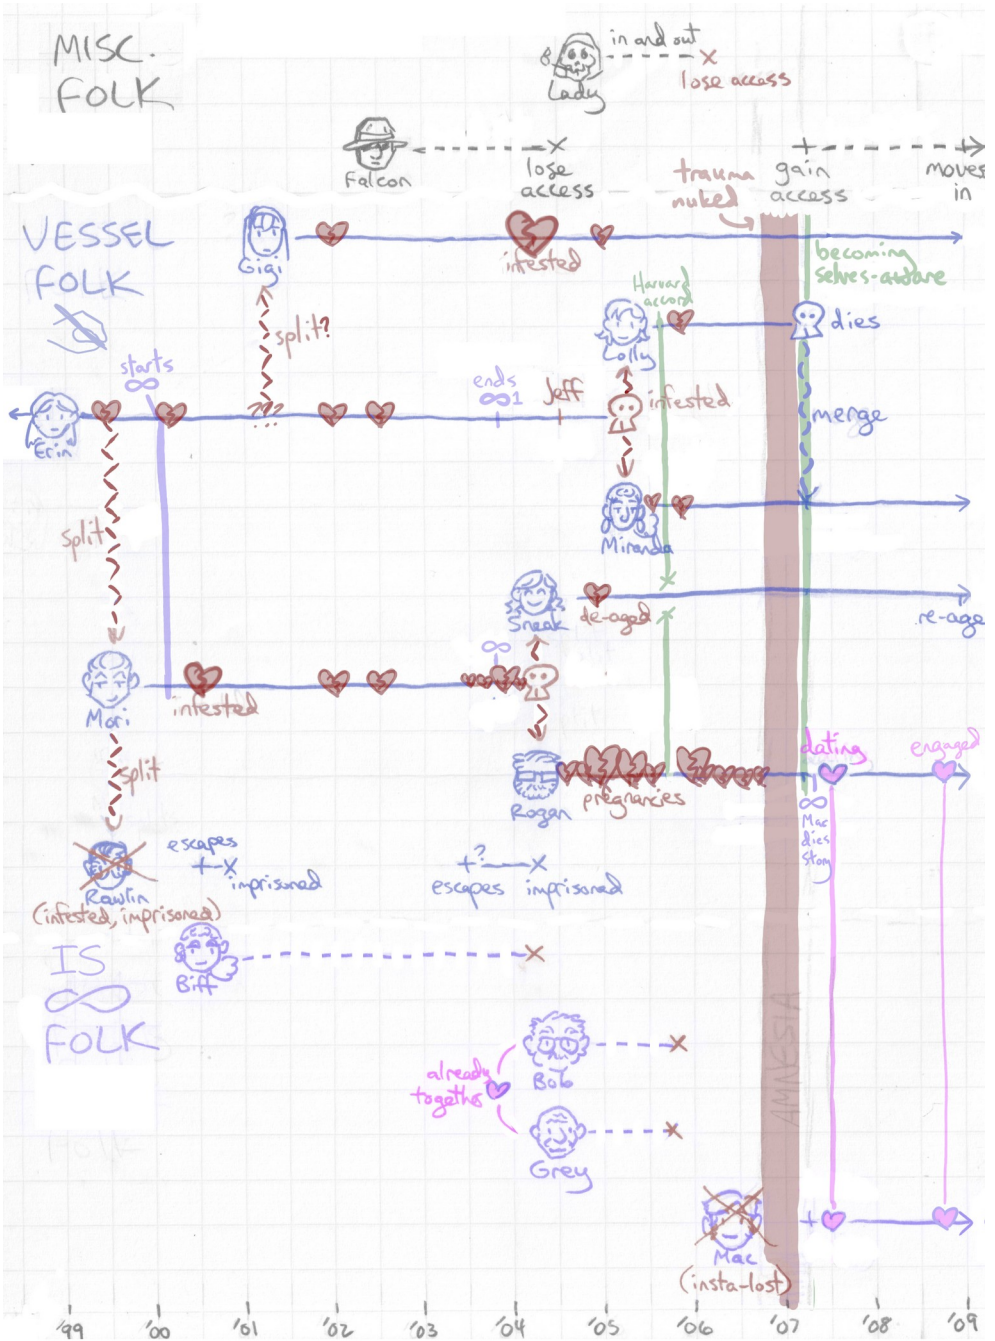 MISC.
FOLK
in and out
Lady
lose access
Falcon
lose
access
trauma
nuked
gain
access
moves
in
VESSEL
FOLK
Gigi
infested
becoming
selves-aware
split?
Harvard
accord
Lolly
dies
starts
∞
ends
∞1
Jeff
infested
???
Erin
merge
split
Miranda
Sneak
de-aged
re-age
∞
Mori
infested
split
dating
engaged
pregnancies
Rogan
∞
Mac
dies
story
escapes
imprisoned
?
escapes imprisoned
Rawlin
(infested, imprisoned)
IS
∞
FOLK
Biff
AMNESIA
already
together
Bob
Grey
Mac
(insta-lost)
'99 '00 '01 '02 '03 '04 '05 '06 '07 '08 '09